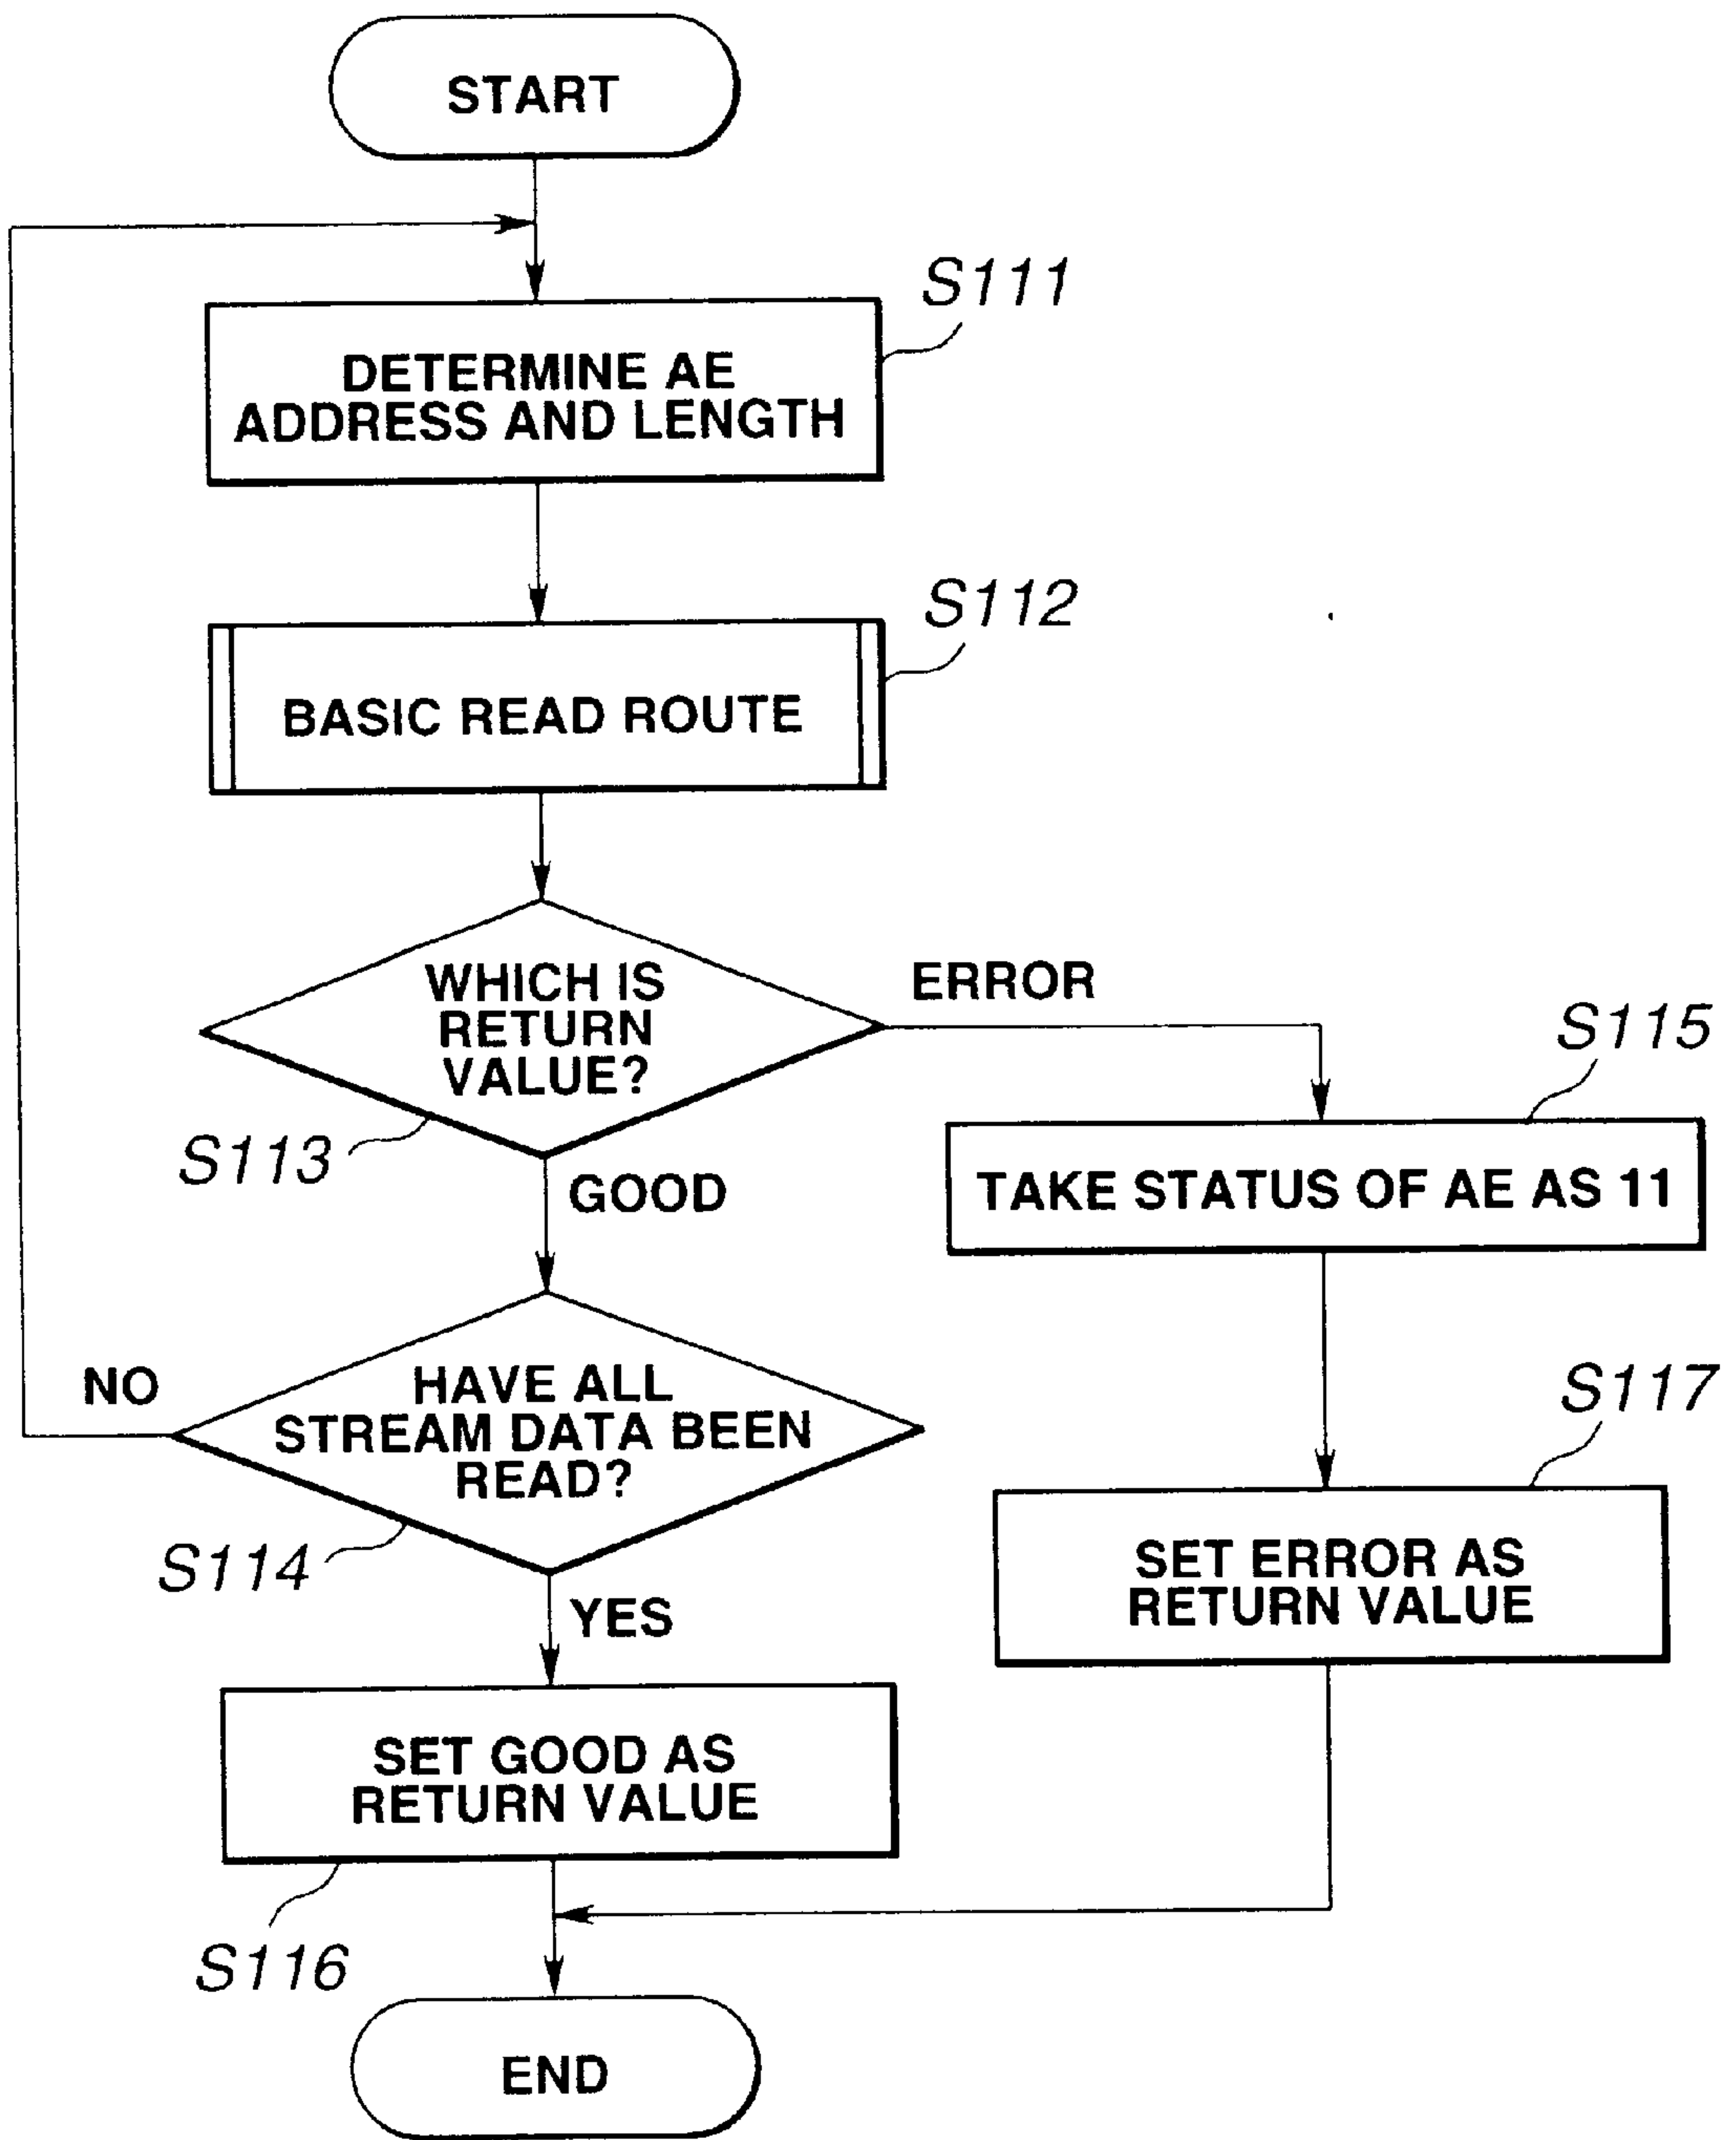 START
S111
DETERMINE AE
ADDRESS AND LENGTH
S112
BASIC READ ROUTE
WHICH IS
RETURN
VALUE?
ERROR
S113
GOOD
S115
TAKE STATUS OF AE AS 11
NO
HAVE ALL
STREAM DATA BEEN
READ?
S114
YES
S117
SET ERROR AS
RETURN VALUE
SET GOOD AS
RETURN VALUE
S116
END